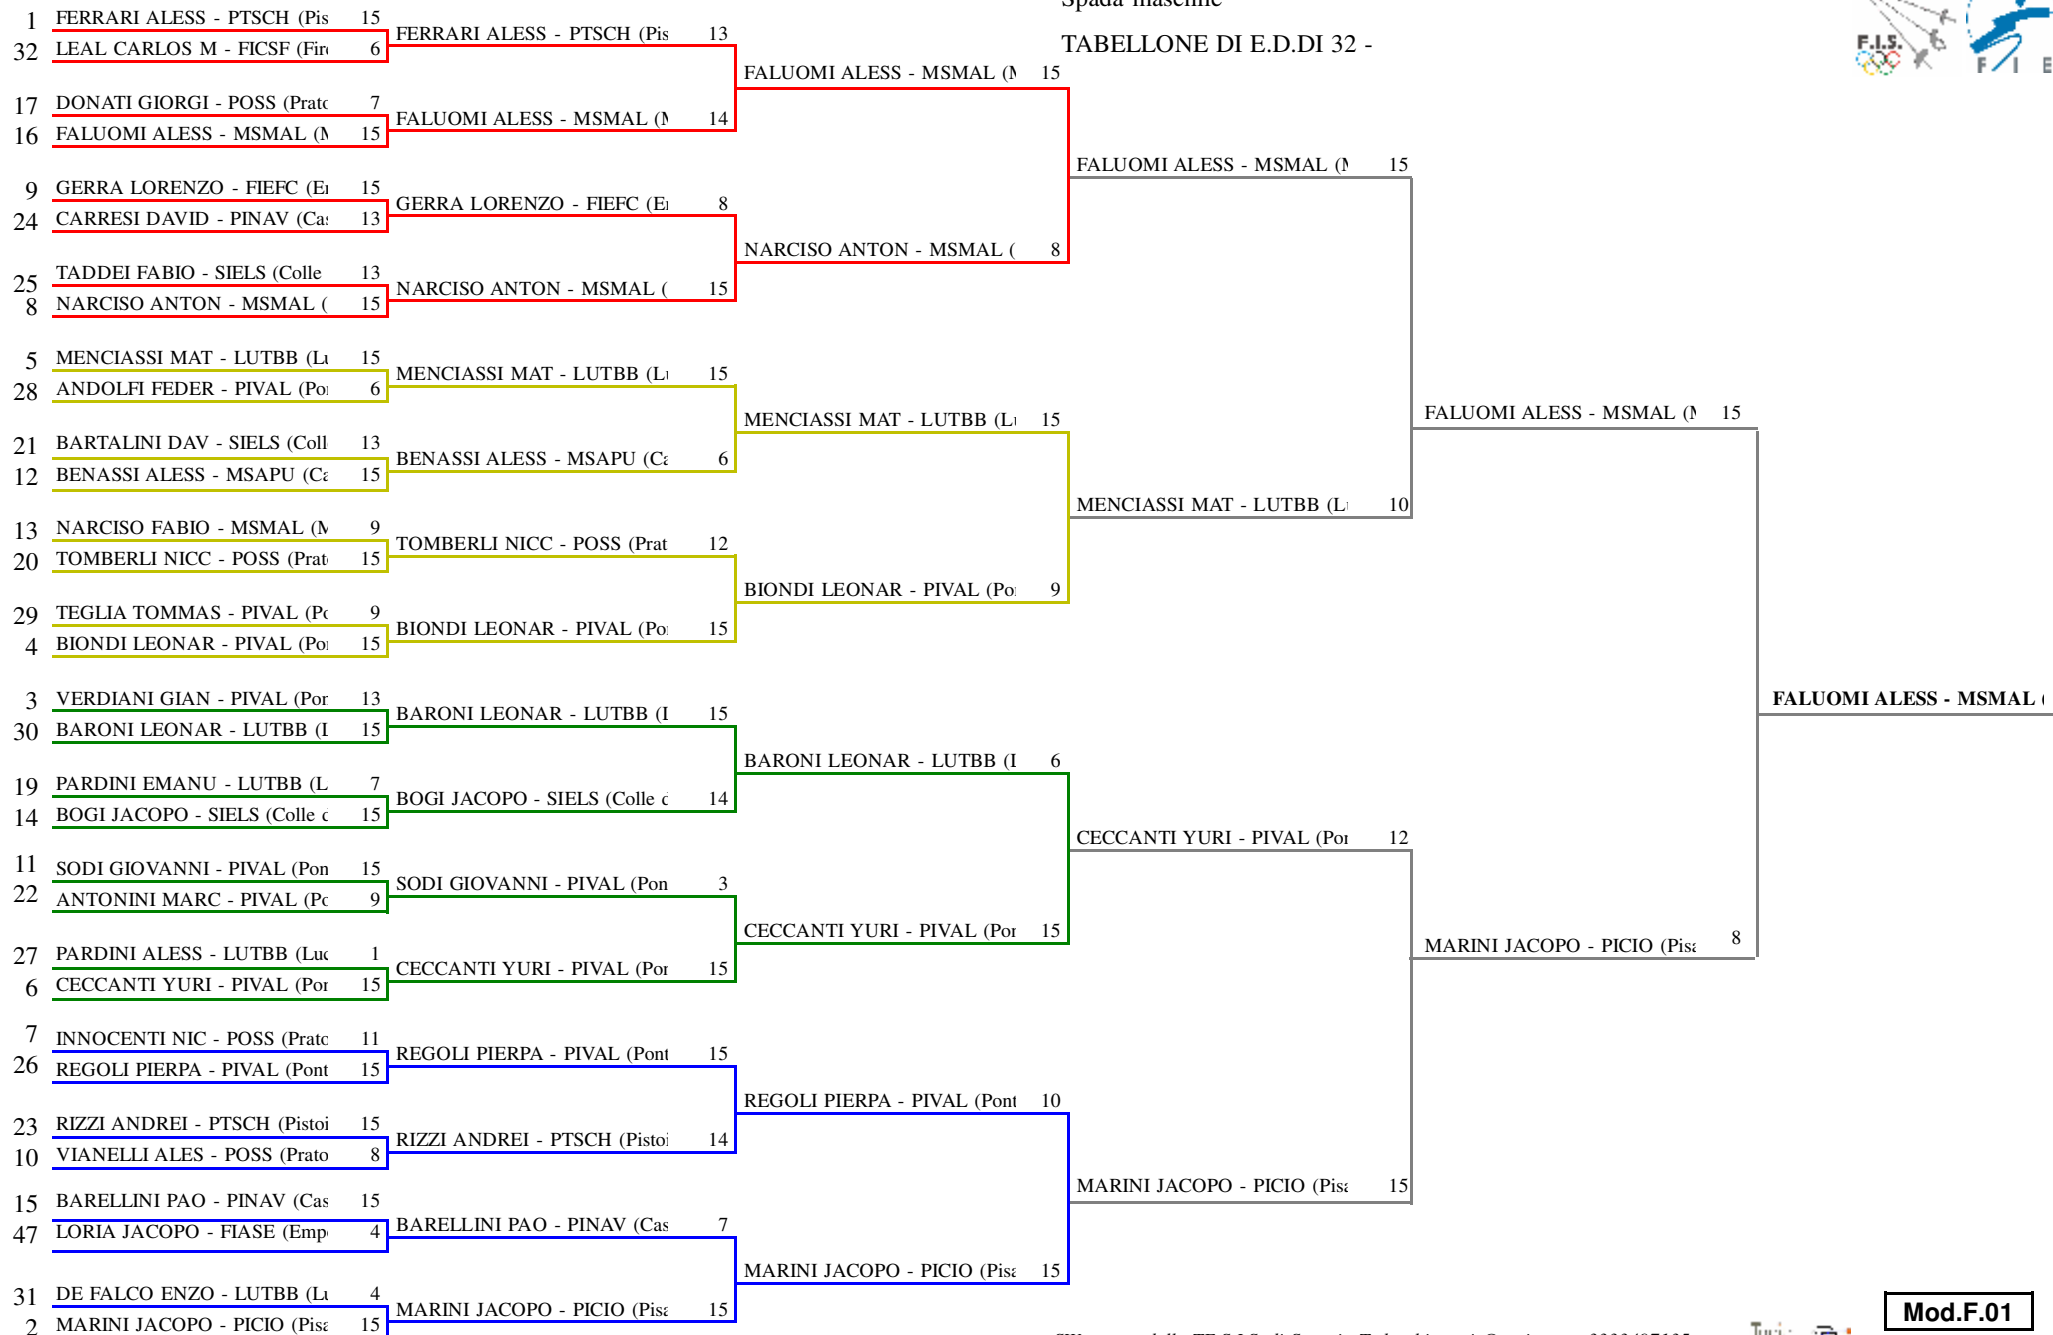 Spada maschile
TABELLONE DI E.D.DI 32 -
F.I.S.
F I E
1 FERRARI ALESS - PTSCH (Pis 15
32 LEAL CARLOS M - FICSF (Fir 6
17 DONATI GIORGI - POSS (Prato 7
16 FALUOMI ALESS - MSMAL (M 15
9 GERRA LORENZO - FIEFC (E 15
24 CARRESI DAVID - PINAV (Cas 13
25 TADDEI FABIO - SIELS (Colle 13
8 NARCISO ANTON - MSMAL ( 15
5 MENCIASSI MAT - LUTBB (Lu 15
28 ANDOLFI FEDER - PIVAL (Po 6
21 BARTALINI DAV - SIELS (Coll 13
12 BENASSI ALESS - MSAPU (Ca 15
13 NARCISO FABIO - MSMAL (M 9
20 TOMBERLI NICC - POSS (Prat 15
29 TEGLIA TOMMAS - PIVAL (Po 9
4 BIONDI LEONAR - PIVAL (Po 15
3 VERDIANI GIAN - PIVAL (Pon 13
30 BARONI LEONAR - LUTBB (L 15
19 PARDINI EMANU - LUTBB (L 7
14 BOGI JACOPO - SIELS (Colle d 15
11 SODI GIOVANNI - PIVAL (Pon 15
22 ANTONINI MARC - PIVAL (Po 9
27 PARDINI ALESS - LUTBB (Luc 1
6 CECCANTI YURI - PIVAL (Pon 15
7 INNOCENTI NIC - POSS (Prato 11
26 REGOLI PIERPA - PIVAL (Pont 15
23 RIZZI ANDREI - PTSCH (Pistoi 15
10 VIANELLI ALES - POSS (Prato 8
15 BARELLINI PAO - PINAV (Cas 15
47 LORIA JACOPO - FIASE (Emp 4
31 DE FALCO ENZO - LUTBB (Lu 4
2 MARINI JACOPO - PICIO (Pisa 15
FERRARI ALESS - PTSCH (Pis 13
FALUOMI ALESS - MSMAL (M 14
GERRA LORENZO - FIEFC (E 8
NARCISO ANTON - MSMAL ( 15
MENCIASSI MAT - LUTBB (Lu 15
BENASSI ALESS - MSAPU (Ca 6
TOMBERLI NICC - POSS (Prat 12
BIONDI LEONAR - PIVAL (Po 15
BARONI LEONAR - LUTBB (L 15
BOGI JACOPO - SIELS (Colle d 14
SODI GIOVANNI - PIVAL (Pon 3
CECCANTI YURI - PIVAL (Pon 15
REGOLI PIERPA - PIVAL (Pont 15
RIZZI ANDREI - PTSCH (Pistoi 14
BARELLINI PAO - PINAV (Cas 7
MARINI JACOPO - PICIO (Pisa 15
FALUOMI ALESS - MSMAL (M 15
NARCISO ANTON - MSMAL ( 8
MENCIASSI MAT - LUTBB (Lu 15
BIONDI LEONAR - PIVAL (Po 9
BARONI LEONAR - LUTBB (L 6
CECCANTI YURI - PIVAL (Pon 15
REGOLI PIERPA - PIVAL (Pont 10
MARINI JACOPO - PICIO (Pisa 15
FALUOMI ALESS - MSMAL (M 15
MENCIASSI MAT - LUTBB (Lu 10
CECCANTI YURI - PIVAL (Pon 12
MARINI JACOPO - PICIO (Pisa 15
FALUOMI ALESS - MSMAL (M 15
MARINI JACOPO - PICIO (Pisa 8
FALUOMI ALESS - MSMAL (
Mod.F.01